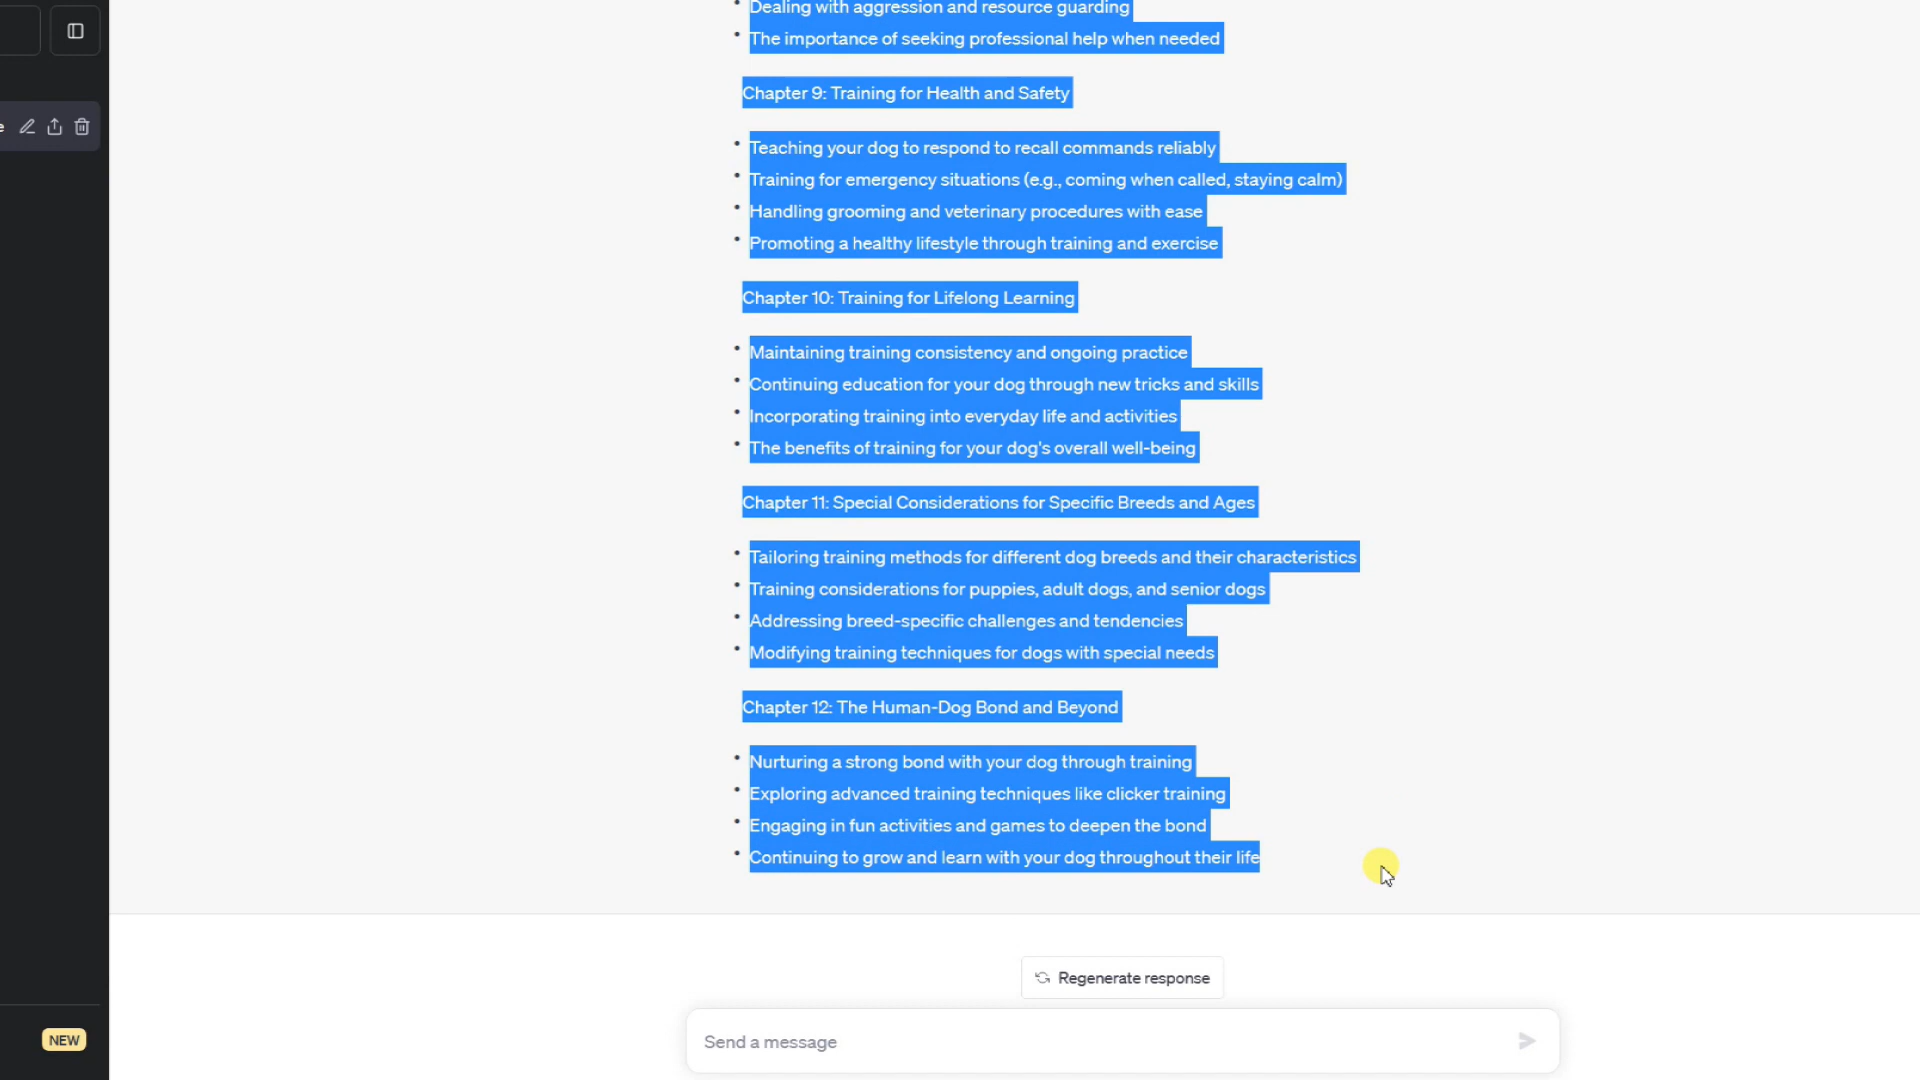 Dealing with aggression and resource guarding
The importance of seeking professional help when needed
Chapter 9: Training for Health and Safety
Teaching your dog to respond to recall commands reliably
Training for emergency situations (e.g., coming when called, staying calm)
Handling grooming and veterinary procedures with ease
Promoting a healthy lifestyle through training and exercise
Chapter 10: Training for Lifelong Learning
Maintaining training consistency and ongoing practice
Continuing education for your dog through new tricks and skills
Incorporating training into everyday life and activities
The benefits of training for your dog's overall well-being
Chapter 11: Special Considerations for Specific Breeds and Ages
Tailoring training methods for different dog breeds and their characteristics
Training considerations for puppies, adult dogs, and senior dogs
Addressing breed-specific challenges and tendencies
Modifying training techniques for dogs with special needs
Chapter 12: The Human-Dog Bond and Beyond
Nurturing a strong bond with your dog through training
Exploring advanced training techniques like clicker training
Engaging in fun activities and games to deepen the bond
Continuing to grow and learn with your dog throughout their life
Regenerate response
NEW
Send a message